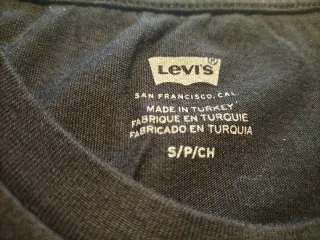 Levi's®
SAN FRANCISCO, CAL.
MADE IN TURKEY
FABRIQUE EN TURQUIE
FABRICADO EN TURQUIA
S/P/CH